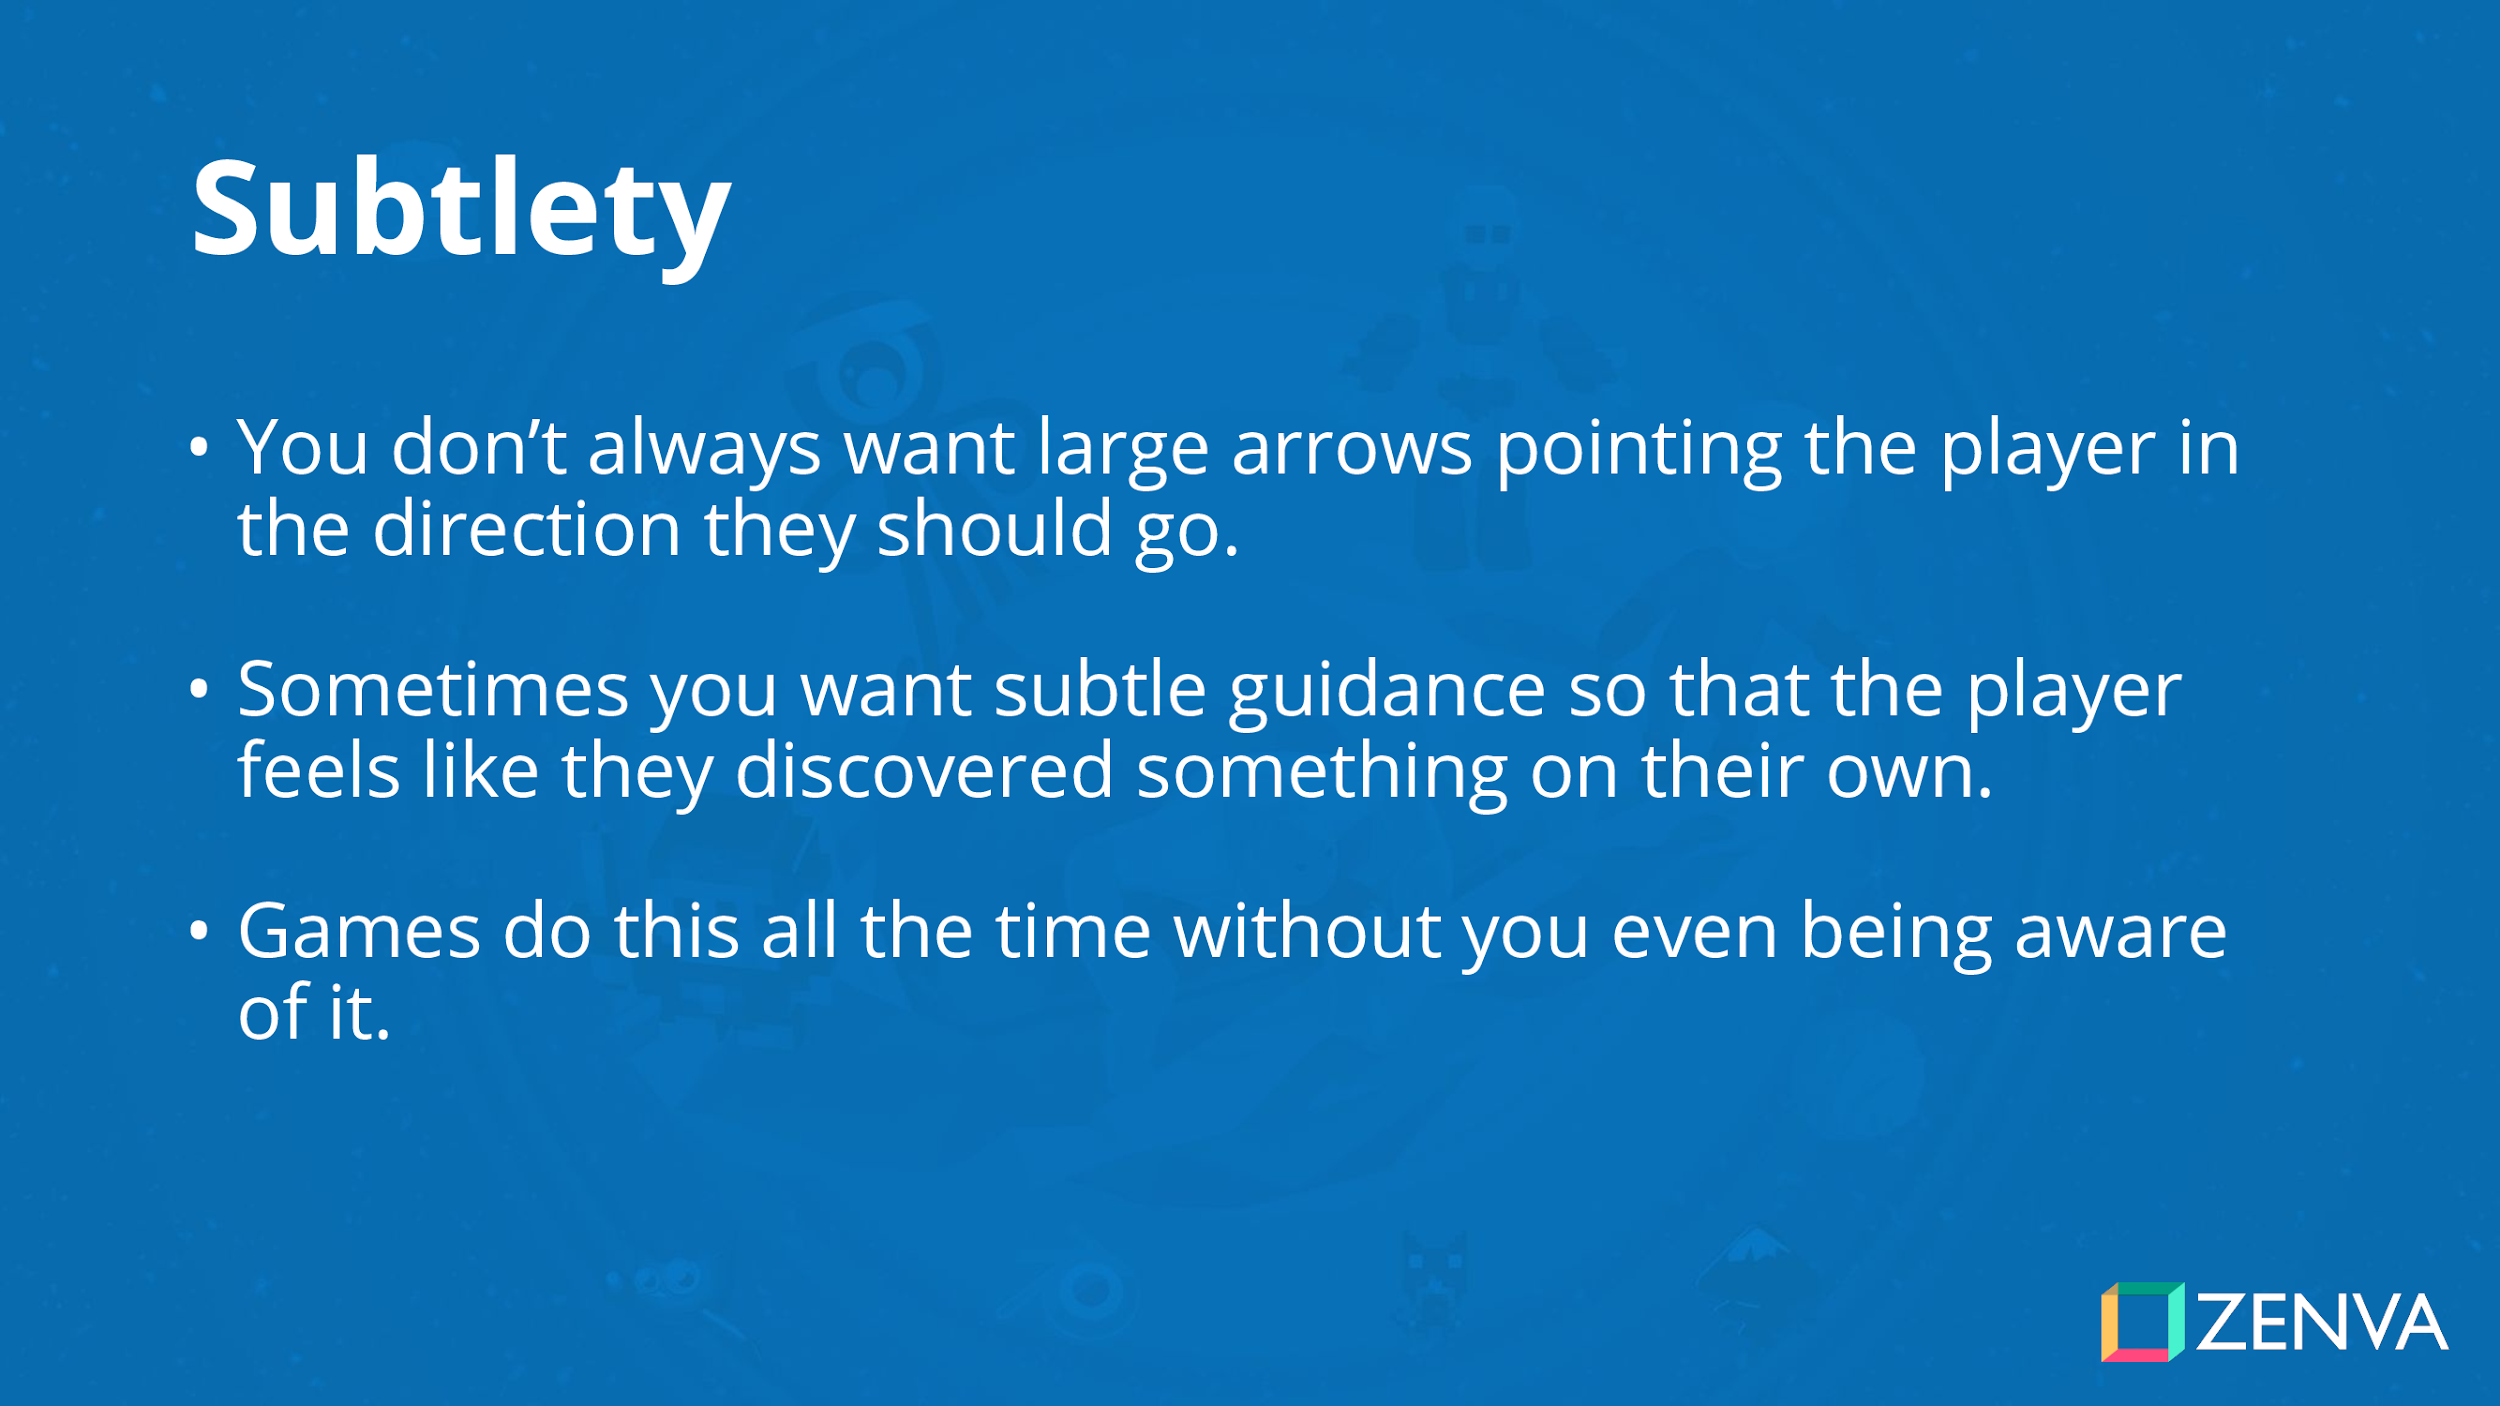 Subtlety
• You don’t always want large arrows pointing the player in
the direction they should go.
• Sometimes you want subtle guidance so that the player
feels like they discovered something on their own.
• Games do this all the time without you even being aware
of it.
ZENVA